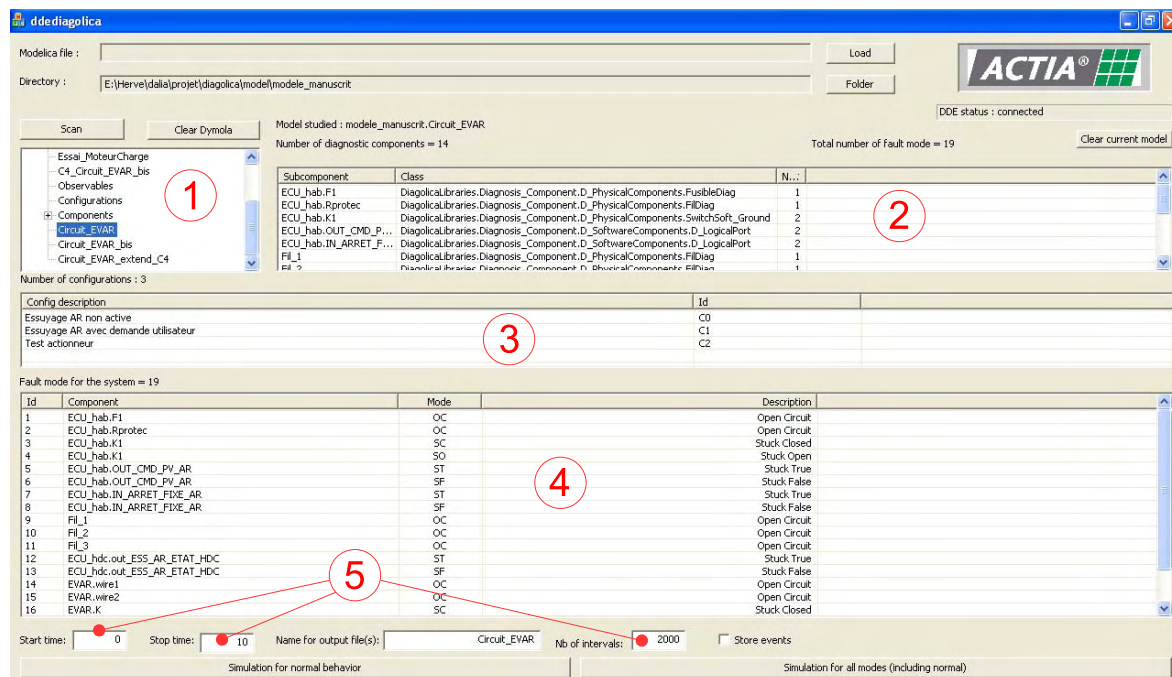 ddediagolica
Modelica file :
Load
ACTIA®
Directory :
E:\Herve\dalia\projet\diagolica\model\modele_manuscrit
Folder
DDE status : connected
Scan
Clear Dymola
Model studied : modele_manuscrit.Circuit_EVAR
Number of diagnostic components = 14
Total number of fault mode = 19
Clear current model
Essai_MoteurCharge
C4_Circuit_EVAR_bis
Observables
Configurations
Components
Circuit_EVAR
Circuit_EVAR_bis
Circuit_EVAR_extend_C4
1
Subcomponent Class N...
ECU_hab.F1 DiagolicaLibraries.Diagnosis_Component.D_PhysicalComponents.FusibleDiag 1
ECU_hab.Rprotec DiagolicaLibraries.Diagnosis_Component.D_PhysicalComponents.FilDiag 1
ECU_hab.K1 DiagolicaLibraries.Diagnosis_Component.D_PhysicalComponents.SwitchSoft_Ground 2
ECU_hab.OUT_CMD_P... DiagolicaLibraries.Diagnosis_Component.D_SoftwareComponents.D_LogicalPort 2
ECU_hab.IN_ARRET_F... DiagolicaLibraries.Diagnosis_Component.D_SoftwareComponents.D_LogicalPort 2
Fil_1 DiagolicaLibraries.Diagnosis_Component.D_PhysicalComponents.FilDiag 1
Fil_2 DiagolicaLibraries.Diagnosis_Component.D_PhysicalComponents.FilDiag 1
2
Number of configurations : 3
Config description Id
Essuyage AR non active C0
Essuyage AR avec demande utilisateur C1
Test actionneur C2
3
Fault mode for the system = 19
Id Component Mode Description
1 ECU_hab.F1 OC Open Circuit
2 ECU_hab.Rprotec OC Open Circuit
3 ECU_hab.K1 SC Stuck Closed
4 ECU_hab.K1 SO Stuck Open
5 ECU_hab.OUT_CMD_PV_AR ST Stuck True
6 ECU_hab.OUT_CMD_PV_AR SF Stuck False
7 ECU_hab.IN_ARRET_FIXE_AR ST Stuck True
8 ECU_hab.IN_ARRET_FIXE_AR SF Stuck False
9 Fil_1 OC Open Circuit
10 Fil_2 OC Open Circuit
11 Fil_3 OC Open Circuit
12 ECU_hdc.out_ESS_AR_ETAT_HDC ST Stuck True
13 ECU_hdc.out_ESS_AR_ETAT_HDC SF Stuck False
14 EVAR.wire1 OC Open Circuit
15 EVAR.wire2 OC Open Circuit
16 EVAR.K SC Stuck Closed
4
5
Start time: 0 Stop time: 10 Name for output file(s): Circuit_EVAR Nb of intervals: 2000 Store events
Simulation for normal behavior
Simulation for all modes (including normal)